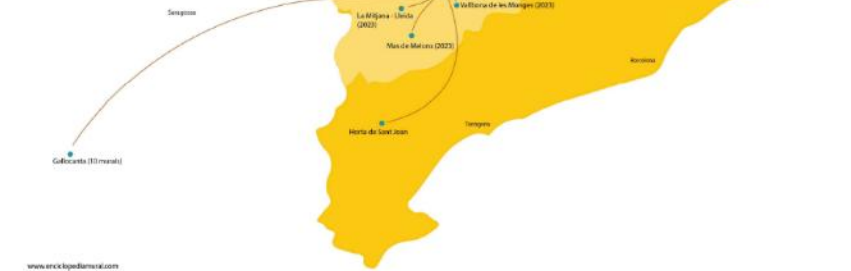 Vallbona de les Monges (2023)
La Mitjana - Lleida
(2023)
Saragossa
Mas de Melons (2023)
Barcelona
Tarragona
Horta de Sant Joan
Gallocanta (10 murals)
www.enciclopediamural.com